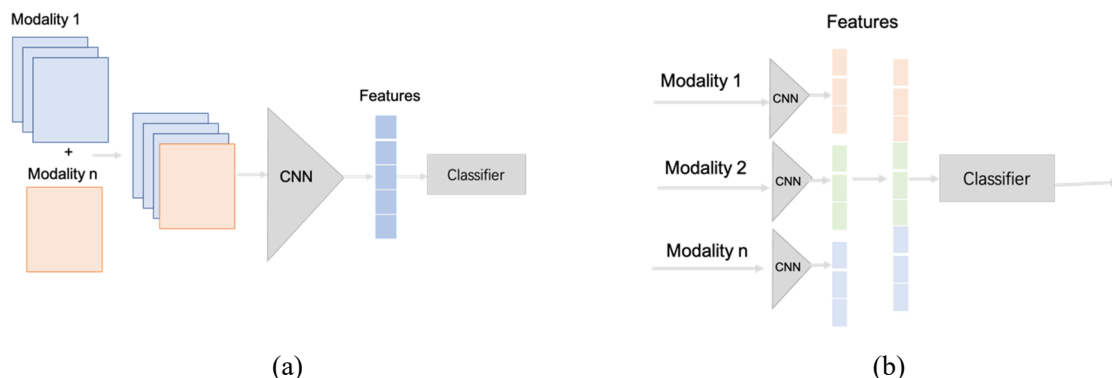 Modality 1
+
Modality n
CNN
Features
Classifier
(a)
Features
Modality 1
CNN
Modality 2
CNN
Classifier
Modality n
CNN
(b)